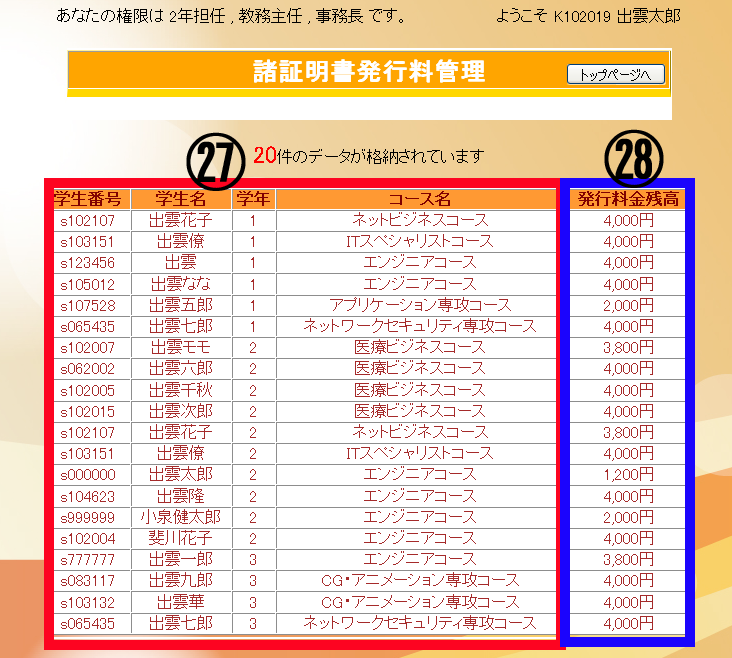 あなたの権限は 2年担任 , 教務主任 , 事務長 です。 ようこそ K102019 出雲太郎
諸証明書発行料管理 トップページへ
㉗ 20件のデータが格納されています ㉘
学生番号 学生名 学年 コース名 発行料金残高
s102107 出雲花子 1 ネットビジネスコース 4,000円
s103151 出雲僚 1 ITスペシャリストコース 4,000円
s123456 出雲 1 エンジニアコース 4,000円
s105012 出雲なな 1 エンジニアコース 4,000円
s107528 出雲五郎 1 アプリケーション専攻コース 2,000円
s065435 出雲七郎 1 ネットワークセキュリティ専攻コース 4,000円
s102007 出雲モモ 2 医療ビジネスコース 3,800円
s062002 出雲六郎 2 医療ビジネスコース 4,000円
s102005 出雲千秋 2 医療ビジネスコース 4,000円
s102015 出雲次郎 2 医療ビジネスコース 4,000円
s102107 出雲花子 2 ネットビジネスコース 3,800円
s103151 出雲僚 2 ITスペシャリストコース 4,000円
s000000 出雲太郎 2 エンジニアコース 1,200円
s104623 出雲隆 2 エンジニアコース 4,000円
s999999 小泉健太郎 2 エンジニアコース 2,000円
s102004 斐川花子 2 エンジニアコース 4,000円
s777777 出雲一郎 3 エンジニアコース 3,800円
s083117 出雲九郎 3 CG・アニメーション専攻コース 4,000円
s103132 出雲華 3 CG・アニメーション専攻コース 4,000円
s065435 出雲七郎 3 ネットワークセキュリティ専攻コース 4,000円